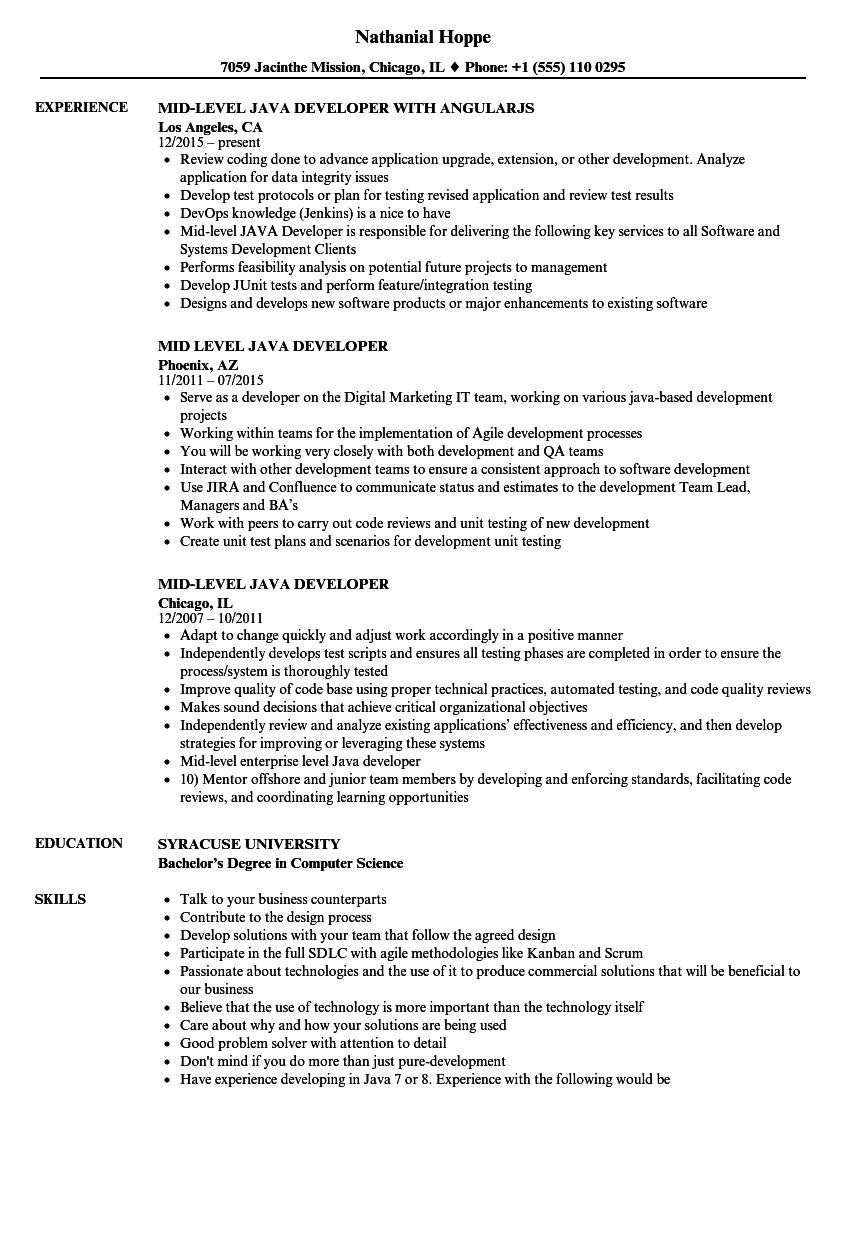 Nathanial Hoppe
7059 Jacinthe Mission, Chicago, IL ♦ Phone: +1 (555) 110 0295
EXPERIENCE
MID-LEVEL JAVA DEVELOPER WITH ANGULARJS
Los Angeles, CA
12/2015 – present
• Review coding done to advance application upgrade, extension, or other development. Analyze
application for data integrity issues
• Develop test protocols or plan for testing revised application and review test results
• DevOps knowledge (Jenkins) is a nice to have
• Mid-level JAVA Developer is responsible for delivering the following key services to all Software and
Systems Development Clients
• Performs feasibility analysis on potential future projects to management
• Develop JUnit tests and perform feature/integration testing
• Designs and develops new software products or major enhancements to existing software
MID LEVEL JAVA DEVELOPER
Phoenix, AZ
11/2011 – 07/2015
• Serve as a developer on the Digital Marketing IT team, working on various java-based development
projects
• Working within teams for the implementation of Agile development processes
• You will be working very closely with both development and QA teams
• Interact with other development teams to ensure a consistent approach to software development
• Use JIRA and Confluence to communicate status and estimates to the development Team Lead,
Managers and BA’s
• Work with peers to carry out code reviews and unit testing of new development
• Create unit test plans and scenarios for development unit testing
MID-LEVEL JAVA DEVELOPER
Chicago, IL
12/2007 – 10/2011
• Adapt to change quickly and adjust work accordingly in a positive manner
• Independently develops test scripts and ensures all testing phases are completed in order to ensure the
process/system is thoroughly tested
• Improve quality of code base using proper technical practices, automated testing, and code quality reviews
• Makes sound decisions that achieve critical organizational objectives
• Independently review and analyze existing applications’ effectiveness and efficiency, and then develop
strategies for improving or leveraging these systems
• Mid-level enterprise level Java developer
• 10) Mentor offshore and junior team members by developing and enforcing standards, facilitating code
reviews, and coordinating learning opportunities
EDUCATION
SYRACUSE UNIVERSITY
Bachelor’s Degree in Computer Science
SKILLS
• Talk to your business counterparts
• Contribute to the design process
• Develop solutions with your team that follow the agreed design
• Participate in the full SDLC with agile methodologies like Kanban and Scrum
• Passionate about technologies and the use of it to produce commercial solutions that will be beneficial to
our business
• Believe that the use of technology is more important than the technology itself
• Care about why and how your solutions are being used
• Good problem solver with attention to detail
• Don't mind if you do more than just pure-development
• Have experience developing in Java 7 or 8. Experience with the following would be